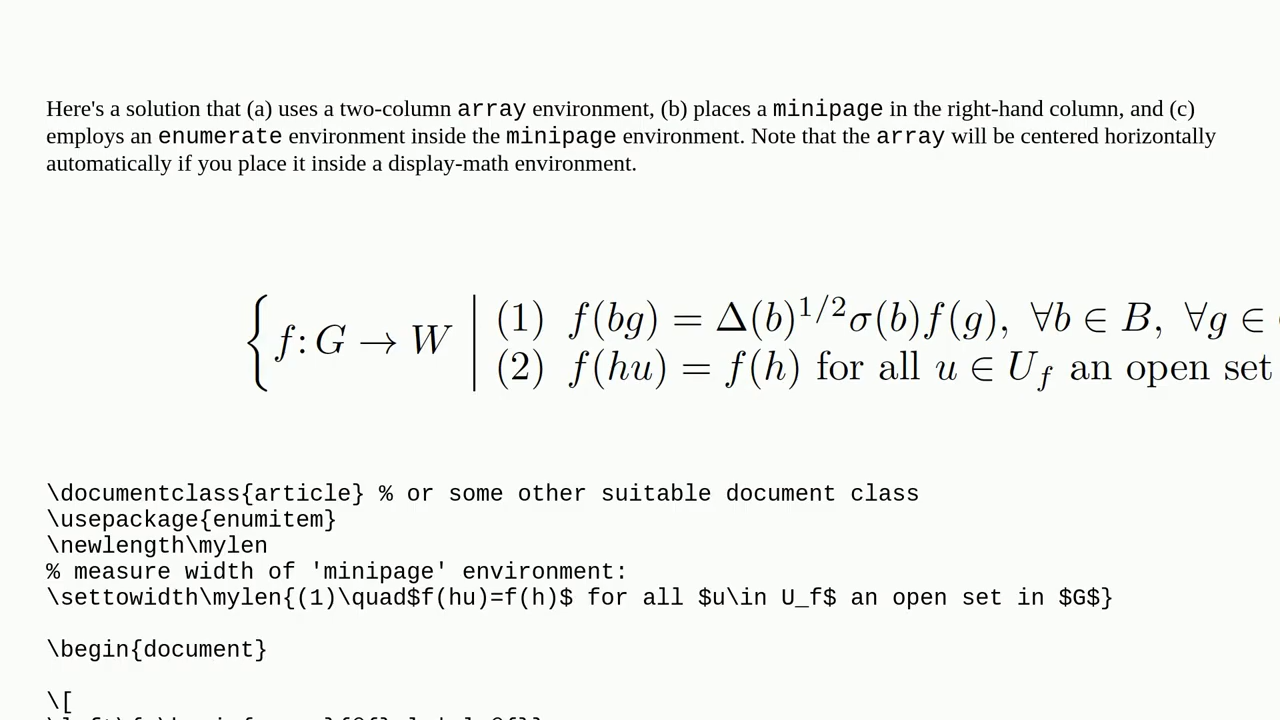 Here's a solution that (a) uses a two-column array environment, (b) places a minipage in the right-hand column, and (c)
employs an enumerate environment inside the minipage environment. Note that the array will be centered horizontally
automatically if you place it inside a display-math environment.
{ f: G → W | (1) f(bg) = Δ(b)^{1/2}σ(b)f(g), ∀b ∈ B, ∀g ∈
(2) f(hu) = f(h) for all u ∈ U_f an open set
\documentclass{article} % or some other suitable document class
\usepackage{enumitem}
\newlength\mylen
% measure width of 'minipage' environment:
\settowidth\mylen{(1)\quad$f(hu)=f(h)$ for all $u\in U_f$ an open set in $G$}
\begin{document}
\[